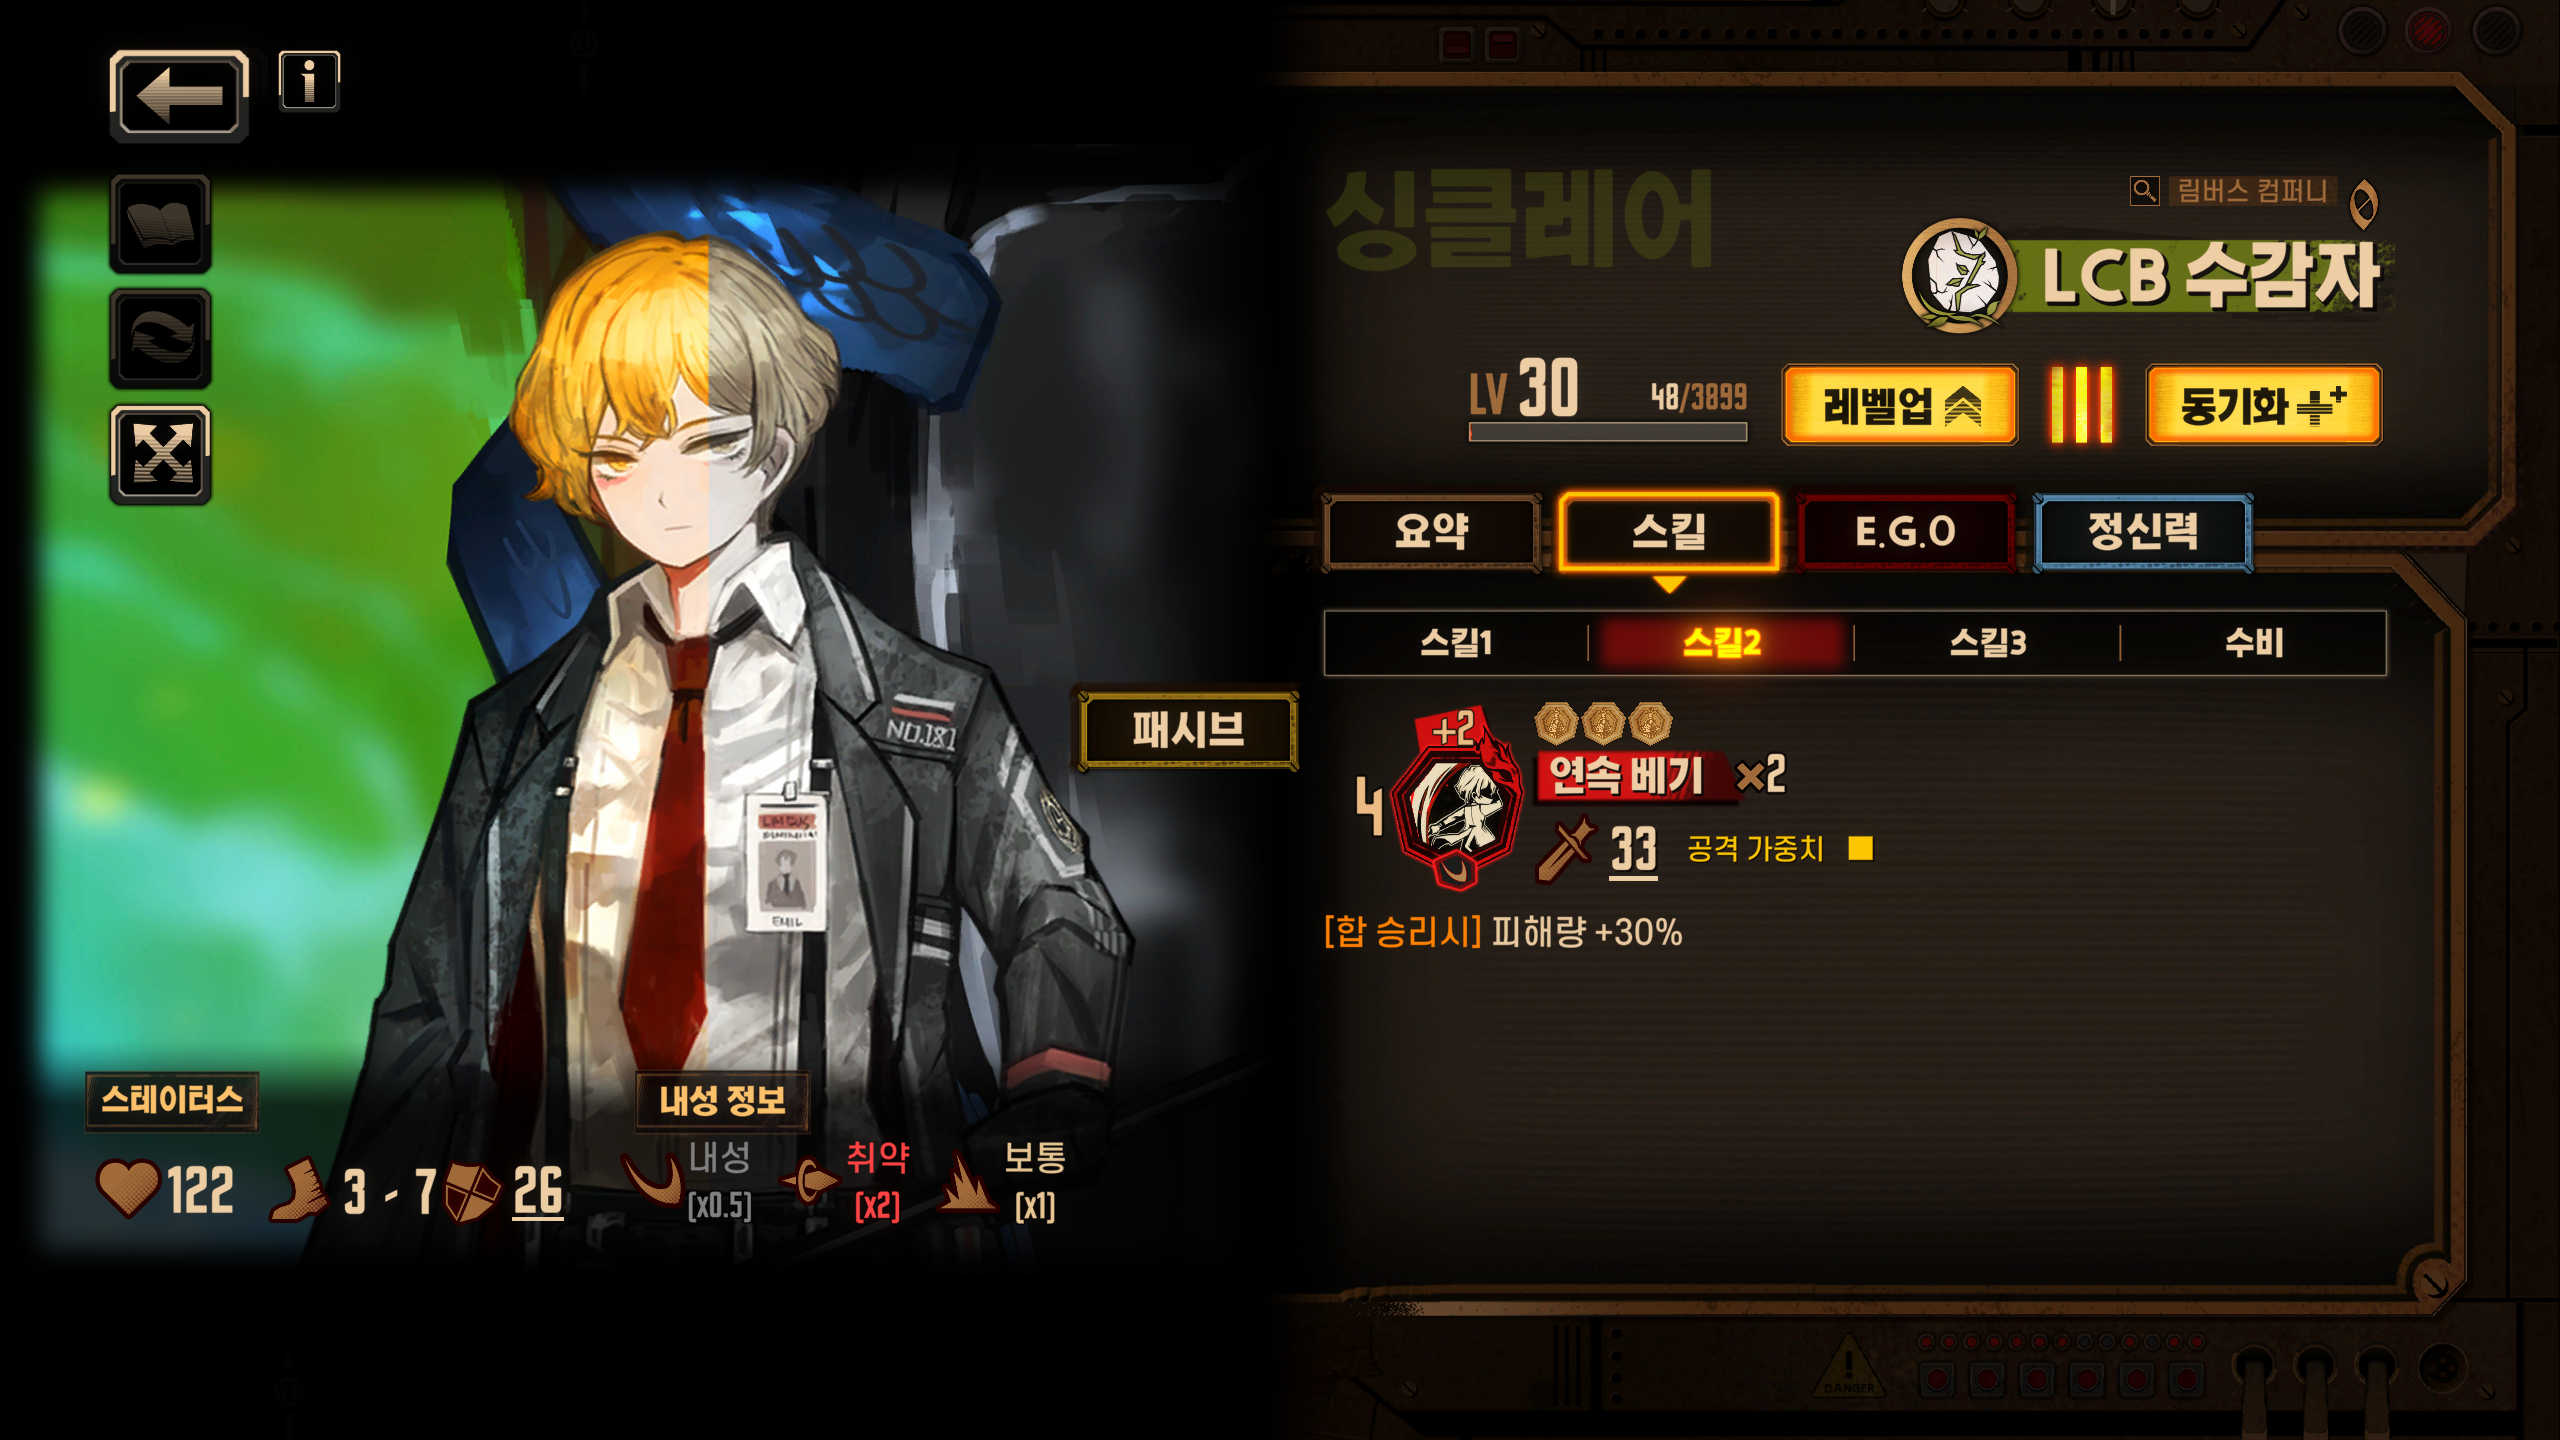 싱클레어
림버스 컴퍼니
LCB 수감자
LV 30 48/3899
레벨업
동기화
요약
스킬
E.G.O
정신력
스킬1
스킬2
스킬3
수비
+2
4
연속 베기 ×2
33
공격 가중치
[합 승리시] 피해량 +30%
패시브
NO.181
EMIL
스테이터스
122
3 - 7
26
내성 정보
내성
[x0.5]
취약
[x2]
보통
[x1]
DANGER